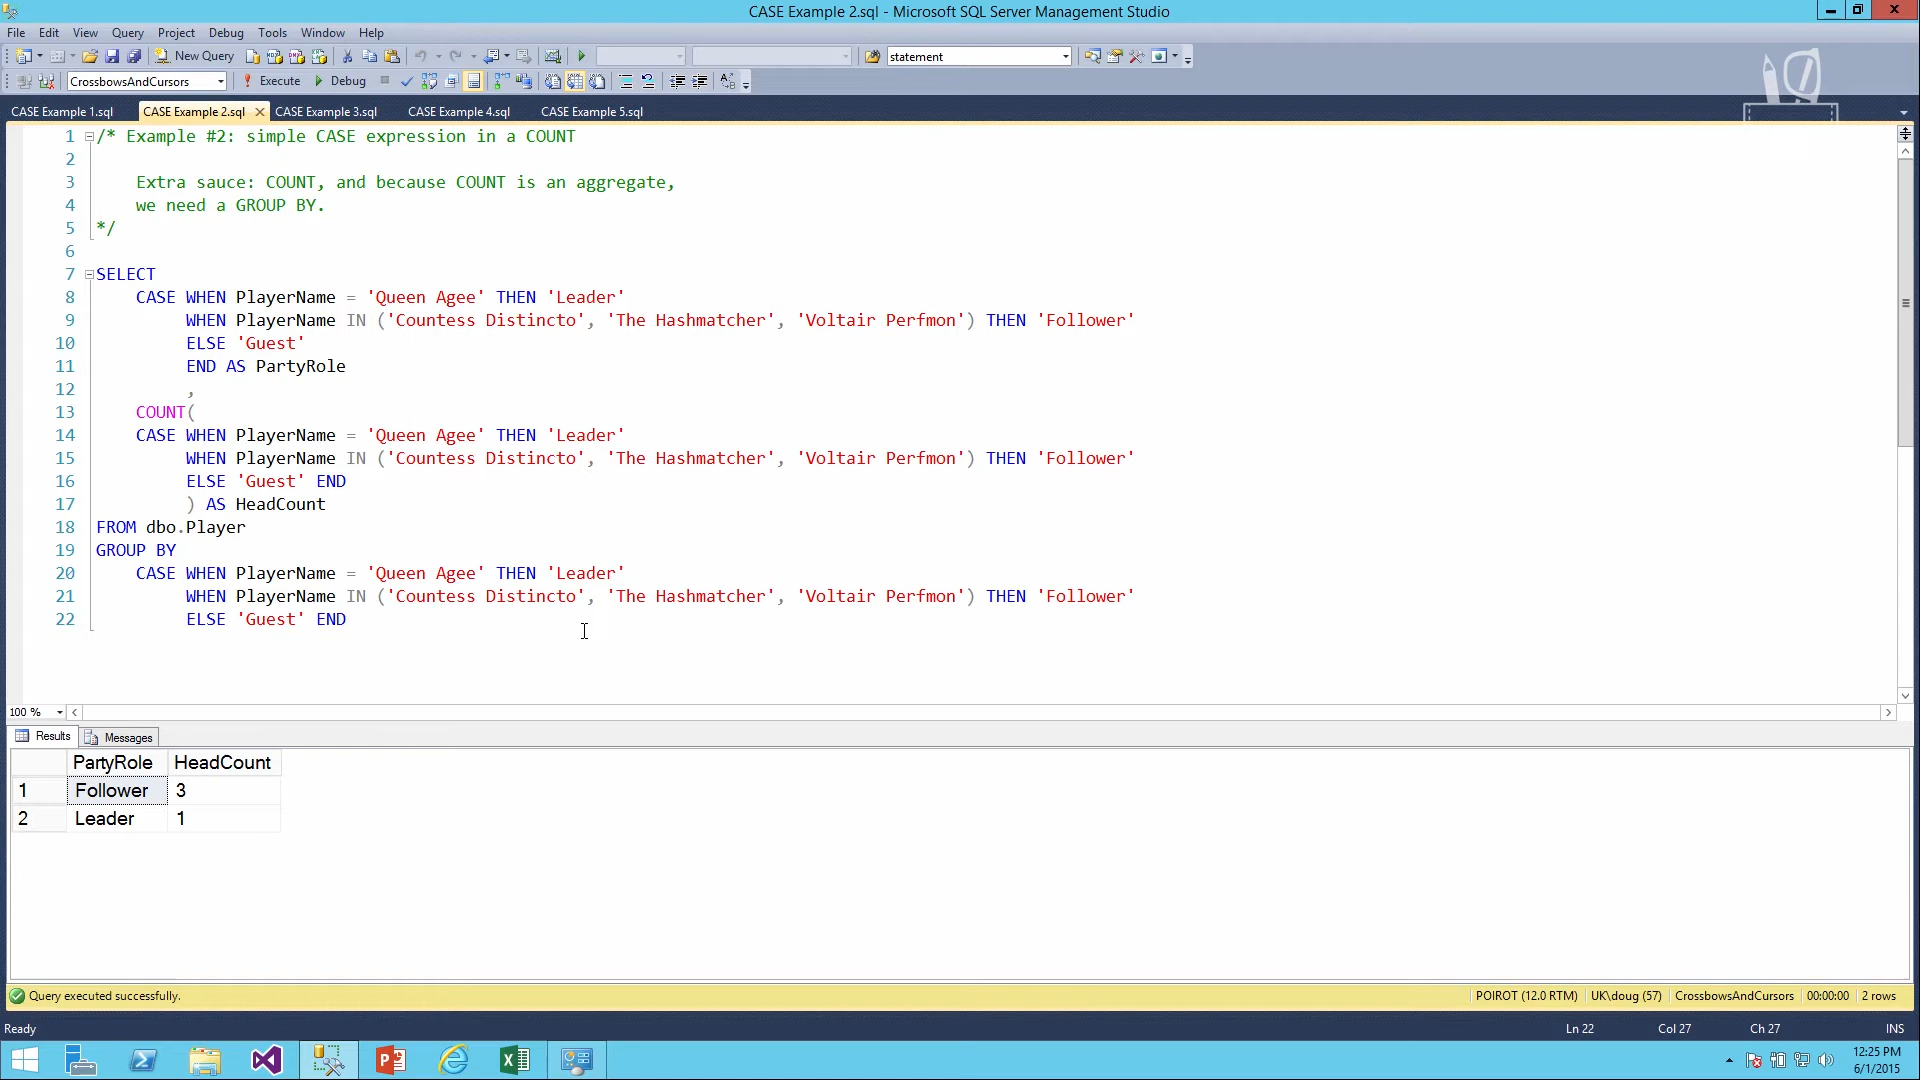 CASE Example 2.sql - Microsoft SQL Server Management Studio
File Edit View Query Project Debug Tools Window Help
New Query statement
CrossbowsAndCursors Execute Debug
CASE Example 1.sql CASE Example 2.sql CASE Example 3.sql CASE Example 4.sql CASE Example 5.sql
1 /* Example #2: simple CASE expression in a COUNT
2
3 Extra sauce: COUNT, and because COUNT is an aggregate,
4 we need a GROUP BY.
5 */
6
7 SELECT
8 CASE WHEN PlayerName = 'Queen Agee' THEN 'Leader'
9 WHEN PlayerName IN ('Countess Distincto', 'The Hashmatcher', 'Voltair Perfmon') THEN 'Follower'
10 ELSE 'Guest'
11 END AS PartyRole
12 ,
13 COUNT(
14 CASE WHEN PlayerName = 'Queen Agee' THEN 'Leader'
15 WHEN PlayerName IN ('Countess Distincto', 'The Hashmatcher', 'Voltair Perfmon') THEN 'Follower'
16 ELSE 'Guest' END
17 ) AS HeadCount
18 FROM dbo.Player
19 GROUP BY
20 CASE WHEN PlayerName = 'Queen Agee' THEN 'Leader'
21 WHEN PlayerName IN ('Countess Distincto', 'The Hashmatcher', 'Voltair Perfmon') THEN 'Follower'
22 ELSE 'Guest' END
100 %
Results Messages
PartyRole HeadCount
1 Follower 3
2 Leader 1
Query executed successfully. POIROT (12.0 RTM) UK\doug (57) CrossbowsAndCursors 00:00:00 2 rows
Ready Ln 22 Col 27 Ch 27 INS
12:25 PM
6/1/2015